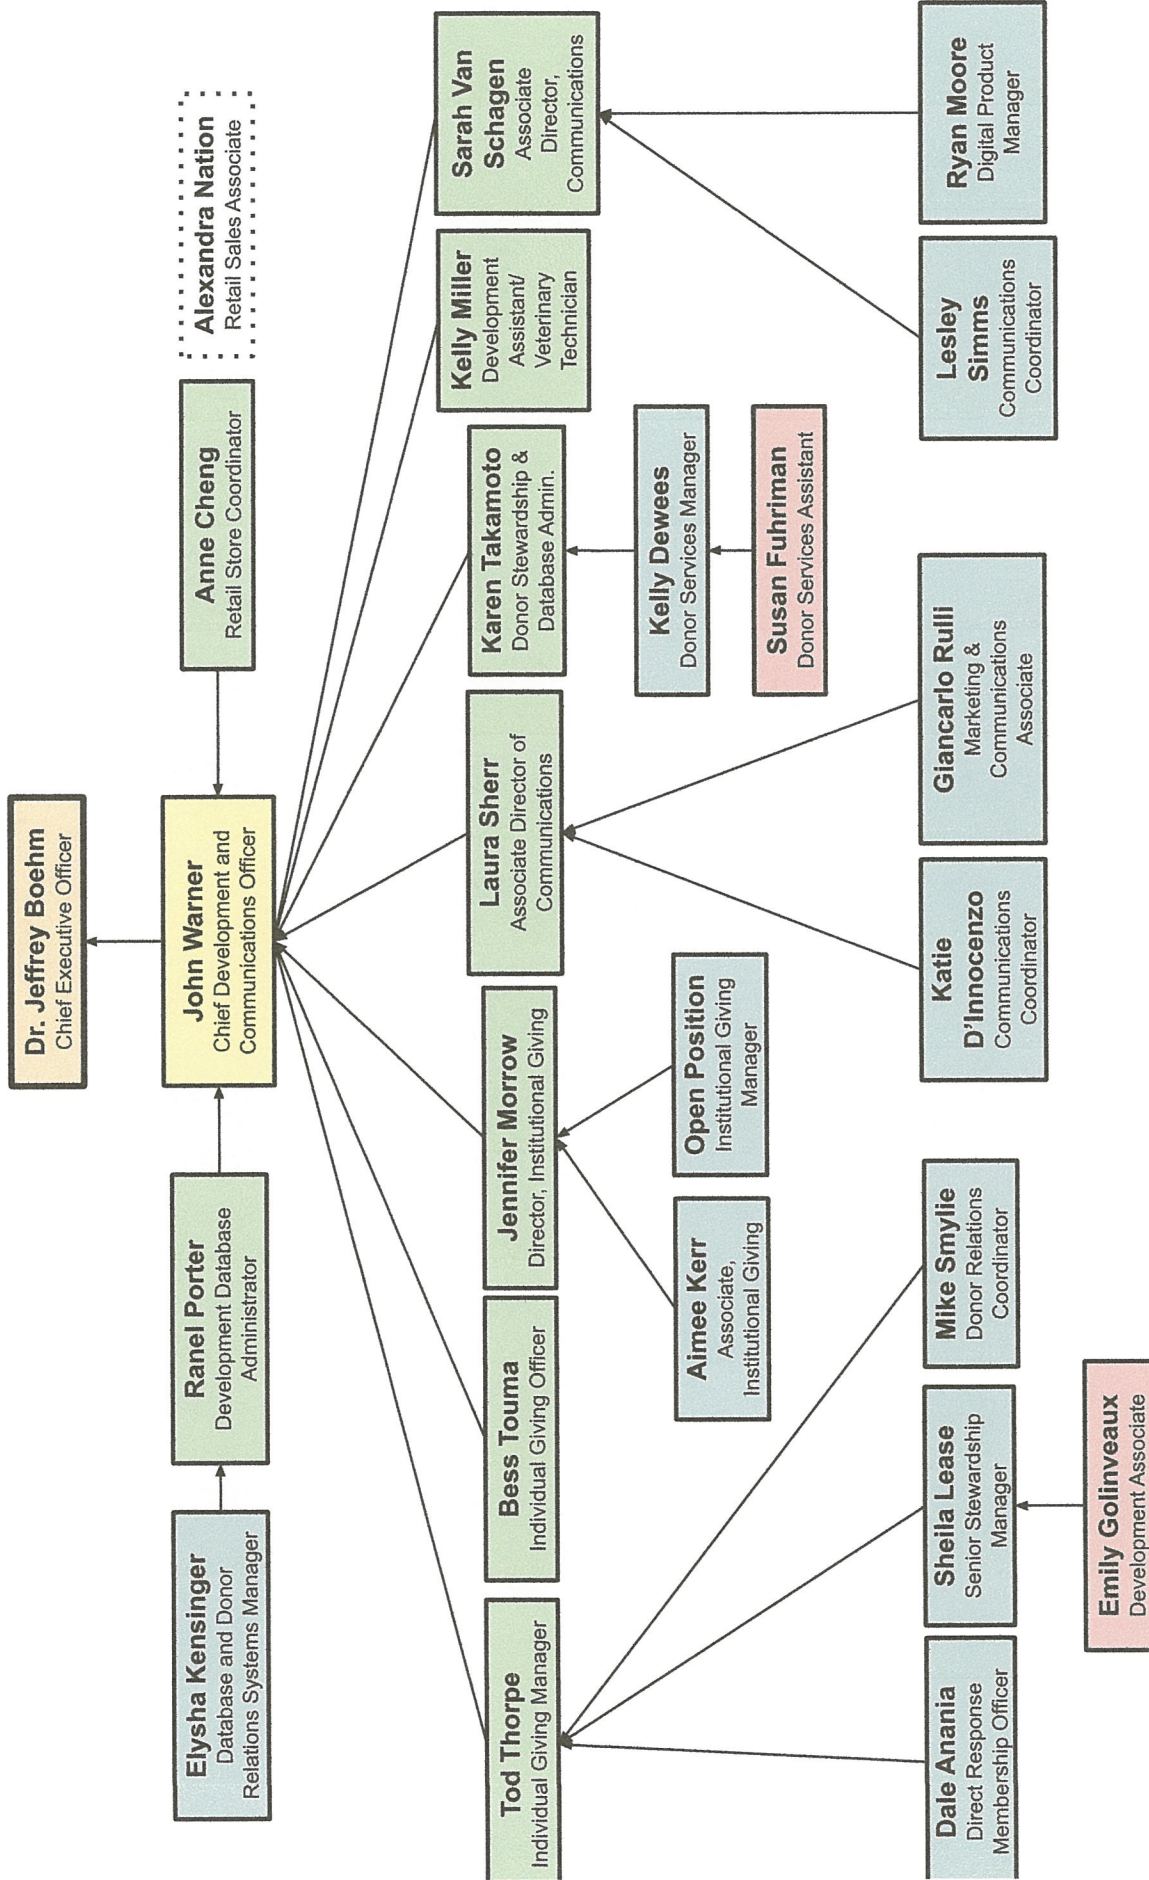 Dr. Jeffrey Boehm
Chief Executive Officer
Elysha Kensinger
Database and Donor
Relations Systems Manager
Ranel Porter
Development Database
Administrator
John Warner
Chief Development and
Communications Officer
Anne Cheng
Retail Store Coordinator
Alexandra Nation
Retail Sales Associate
Tod Thorpe
Individual Giving Manager
Bess Touma
Individual Giving Officer
Jennifer Morrow
Director, Institutional Giving
Laura Sherr
Associate Director of
Communications
Karen Takamoto
Donor Stewardship &
Database Admin.
Kelly Miller
Development
Assistant/
Veterinary
Technician
Sarah Van
Schagen
Associate
Director,
Communications
Aimee Kerr
Associate,
Institutional Giving
Open Position
Institutional Giving
Manager
Kelly Dewees
Donor Services Manager
Susan Fuhriman
Donor Services Assistant
Dale Anania
Direct Response
Membership Officer
Sheila Lease
Senior Stewardship
Manager
Mike Smylie
Donor Relations
Coordinator
Katie
D'Innocenzo
Communications
Coordinator
Giancarlo Rulli
Marketing &
Communications
Associate
Lesley
Simms
Communications
Coordinator
Ryan Moore
Digital Product
Manager
Emily Golinveaux
Development Associate